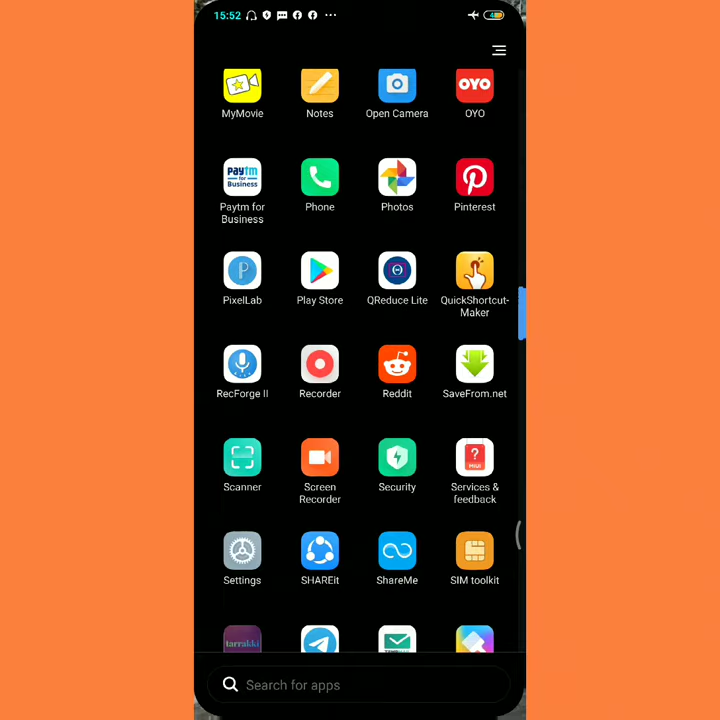 15:52
MyMovie Notes Open Camera OYO
Paytm for Business Phone Photos Pinterest
PixelLab Play Store QReduce Lite QuickShortcut-Maker
RecForge II Recorder Reddit SaveFrom.net
Scanner Screen Recorder Security Services & feedback
Settings SHAREit ShareMe SIM toolkit
tarrakki
Search for apps